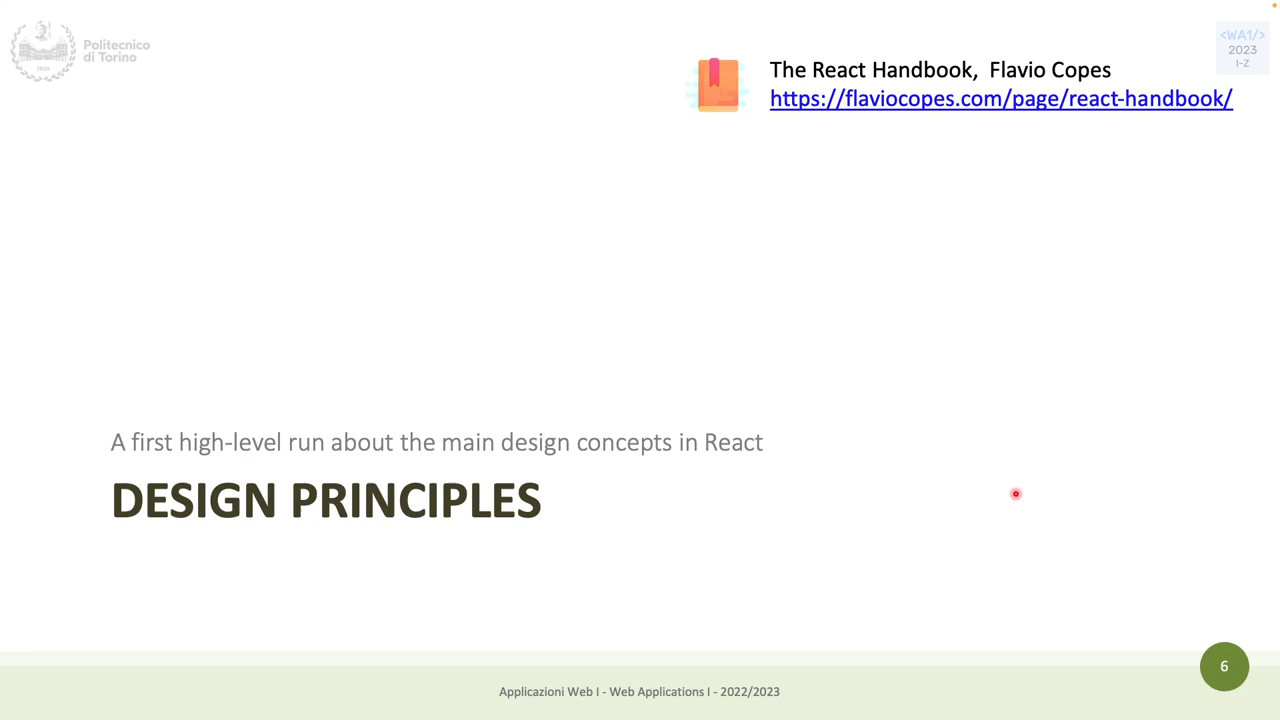 Politecnico
di Torino
1859
The React Handbook, Flavio Copes
https://flaviocopes.com/page/react-handbook/
<WA1/>
2023
I-Z
A first high-level run about the main design concepts in React
DESIGN PRINCIPLES
6
Applicazioni Web I - Web Applications I - 2022/2023